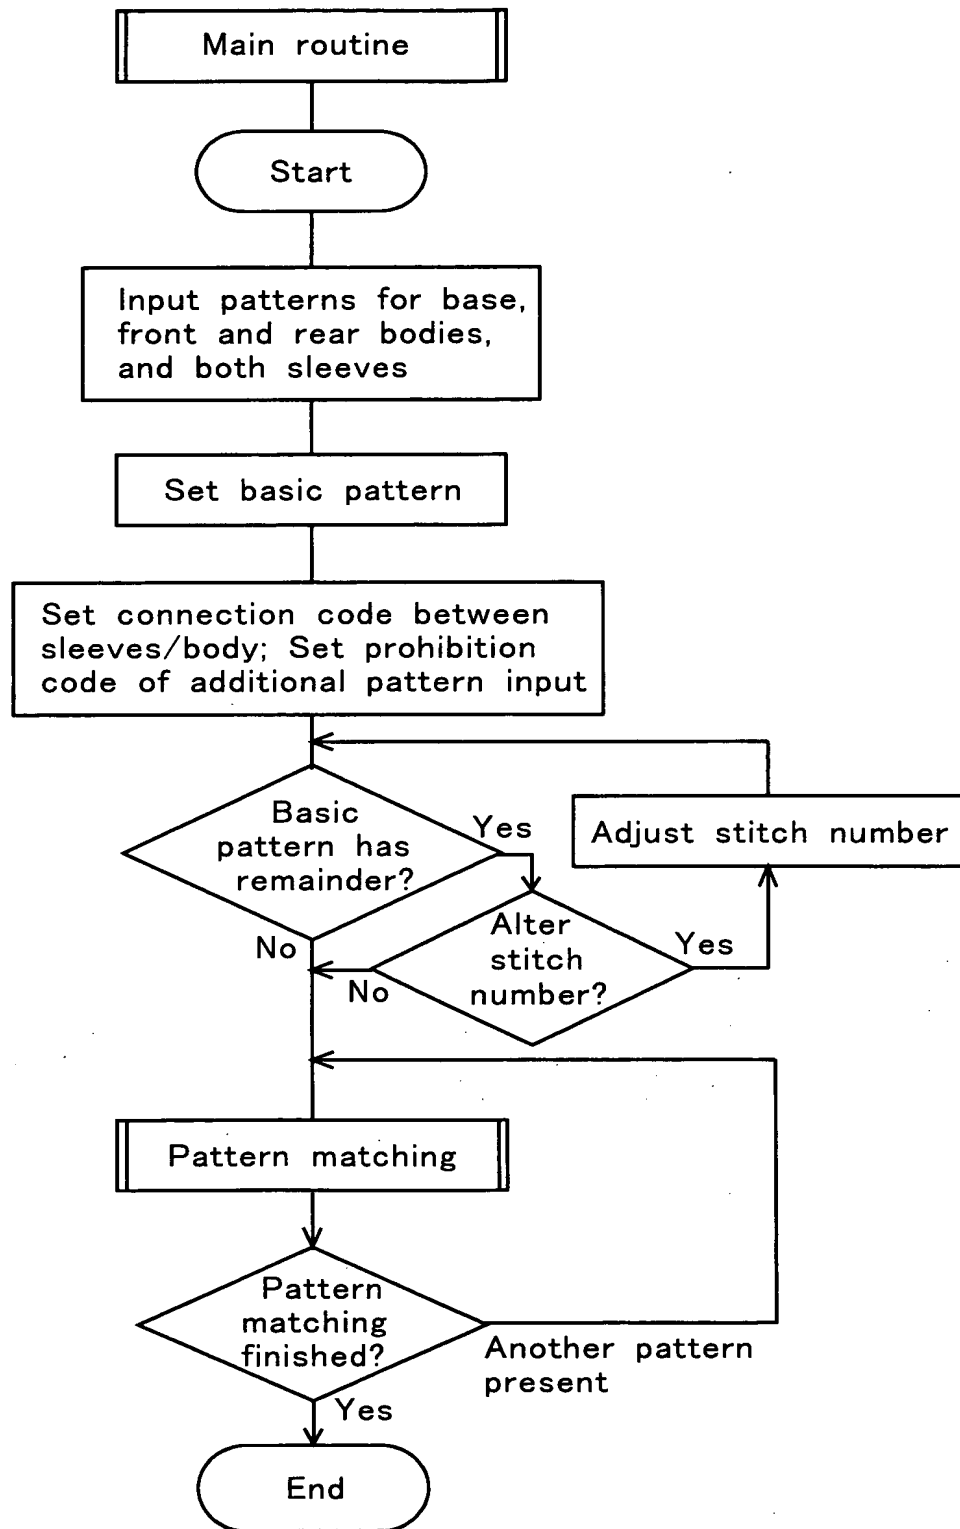 Main routine
Start
Input patterns for base,
front and rear bodies,
and both sleeves
Set basic pattern
Set connection code between
sleeves/body; Set prohibition
code of additional pattern input
Basic
pattern has
remainder?
Yes
Adjust stitch number
No
Alter
stitch
number?
Yes
No
Pattern matching
Pattern
matching
finished?
Another pattern
present
Yes
End